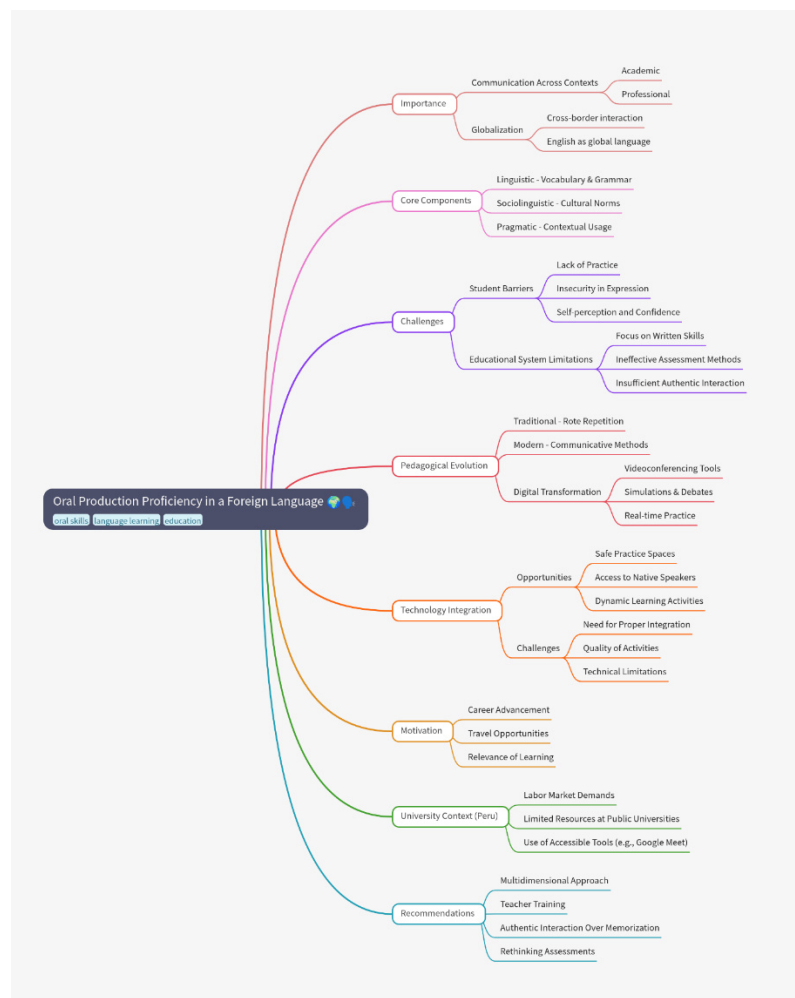 Oral Production Proficiency in a Foreign Language 🌍🗣
oral skills language learning education
Importance
Communication Across Contexts
Academic
Professional
Globalization
Cross-border interaction
English as global language
Core Components
Linguistic - Vocabulary & Grammar
Sociolinguistic - Cultural Norms
Pragmatic - Contextual Usage
Challenges
Student Barriers
Lack of Practice
Insecurity in Expression
Self-perception and Confidence
Educational System Limitations
Focus on Written Skills
Ineffective Assessment Methods
Insufficient Authentic Interaction
Pedagogical Evolution
Traditional - Rote Repetition
Modern - Communicative Methods
Digital Transformation
Videoconferencing Tools
Simulations & Debates
Real-time Practice
Technology Integration
Opportunities
Safe Practice Spaces
Access to Native Speakers
Dynamic Learning Activities
Challenges
Need for Proper Integration
Quality of Activities
Technical Limitations
Motivation
Career Advancement
Travel Opportunities
Relevance of Learning
University Context (Peru)
Labor Market Demands
Limited Resources at Public Universities
Use of Accessible Tools (e.g., Google Meet)
Recommendations
Multidimensional Approach
Teacher Training
Authentic Interaction Over Memorization
Rethinking Assessments